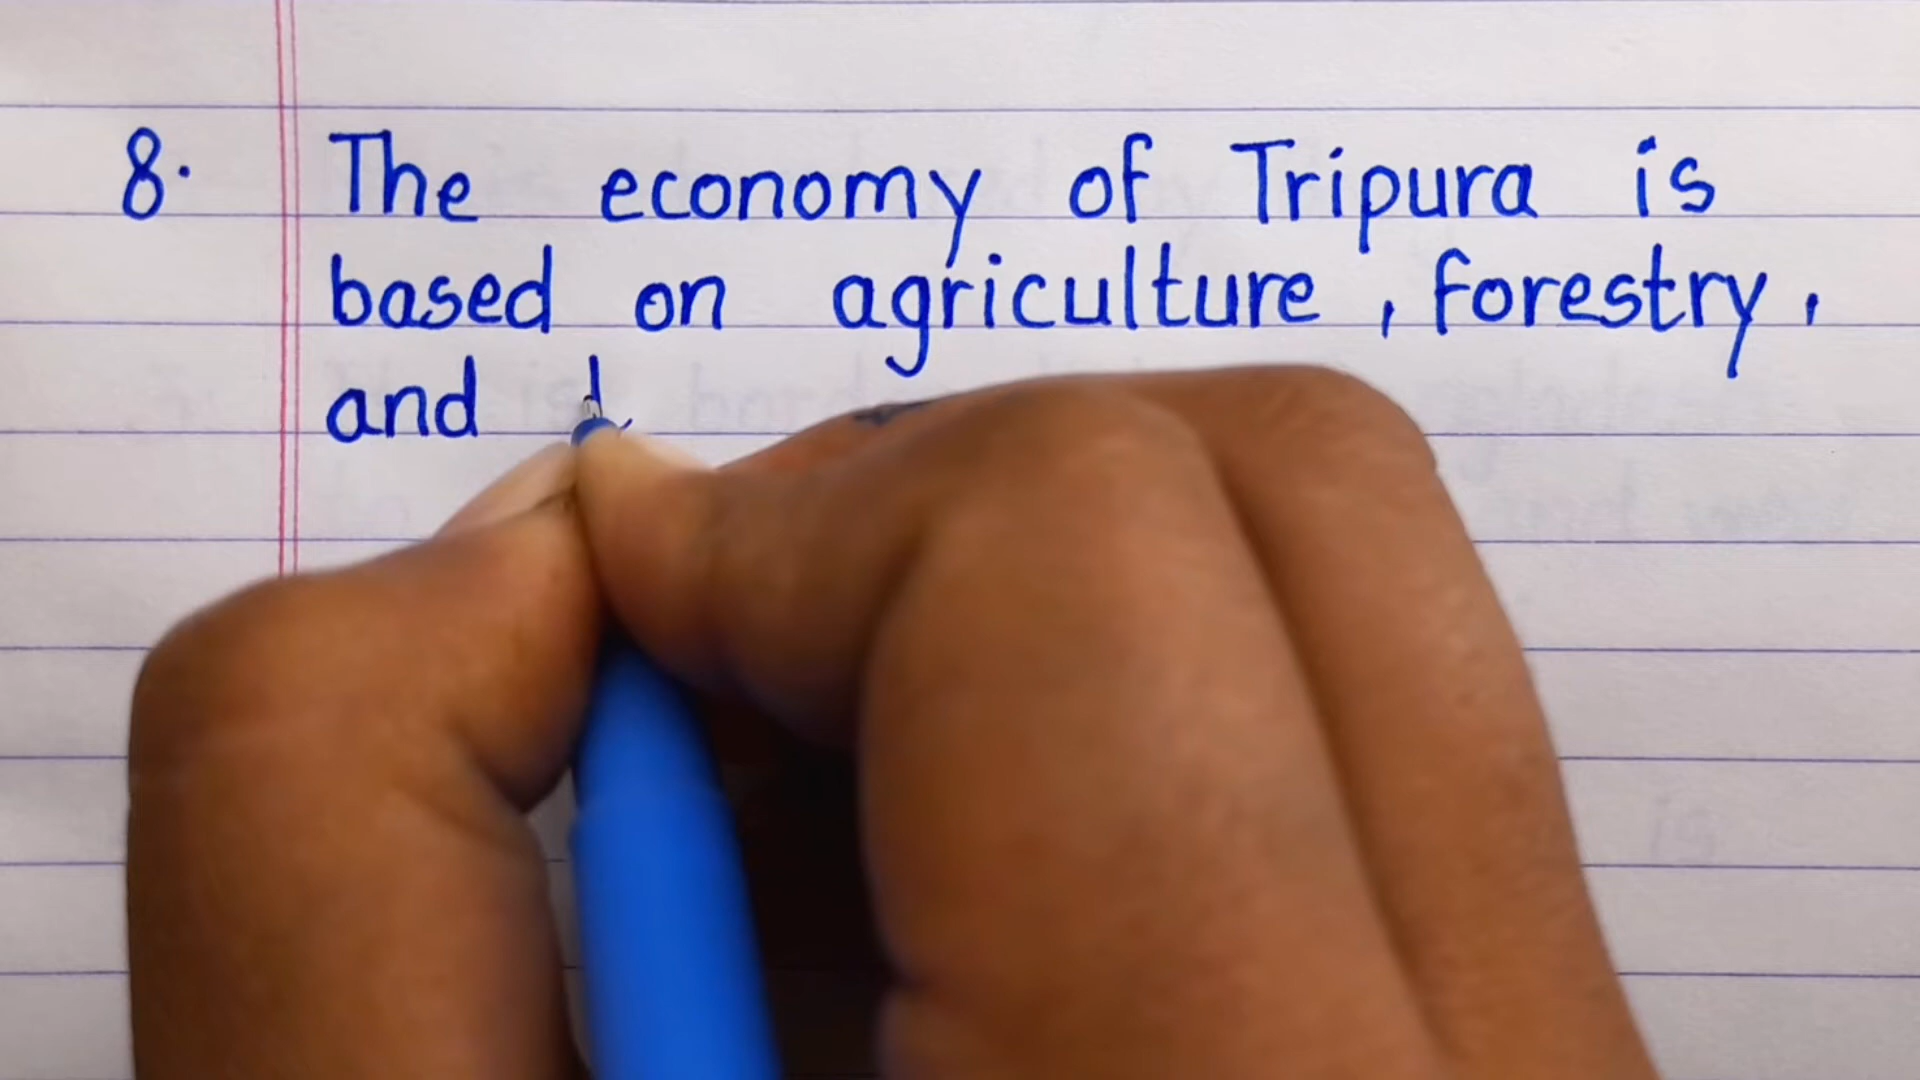 8. The economy of Tripura is
based on agriculture, forestry,
and